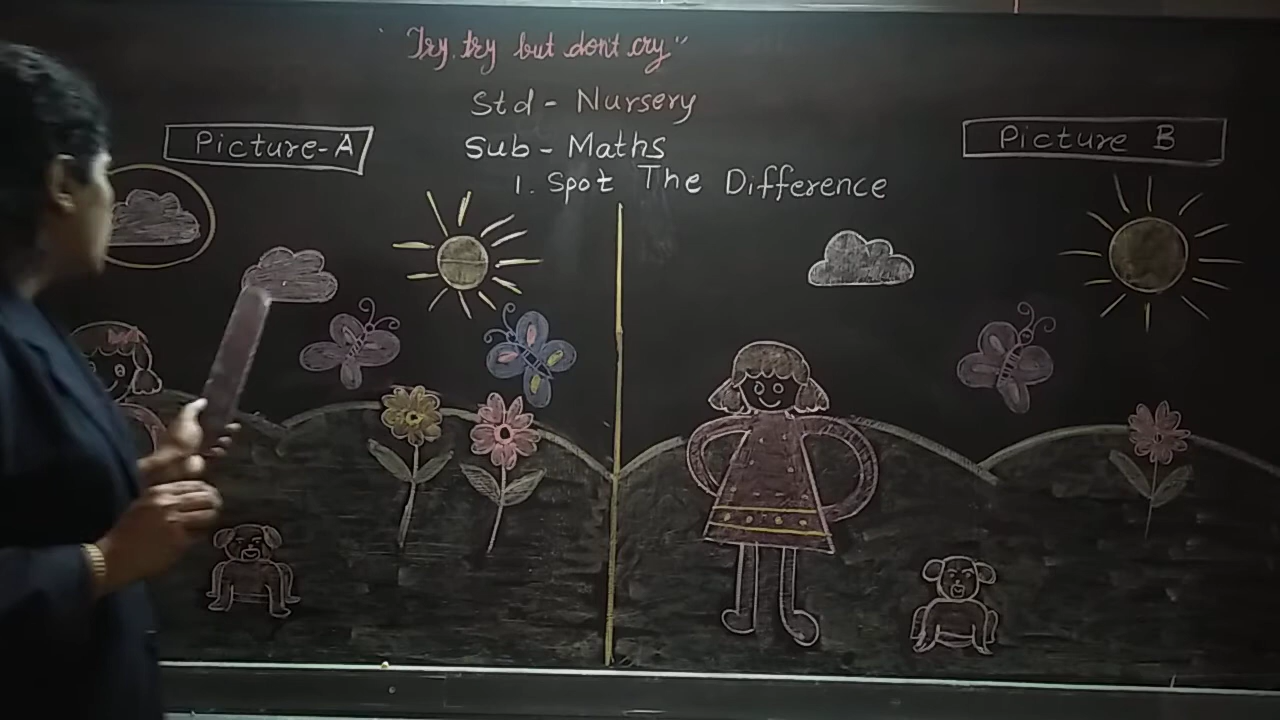 "Try, try but don't cry"
Std - Nursery
Sub - Maths
1. Spot The Difference
Picture-A
Picture B